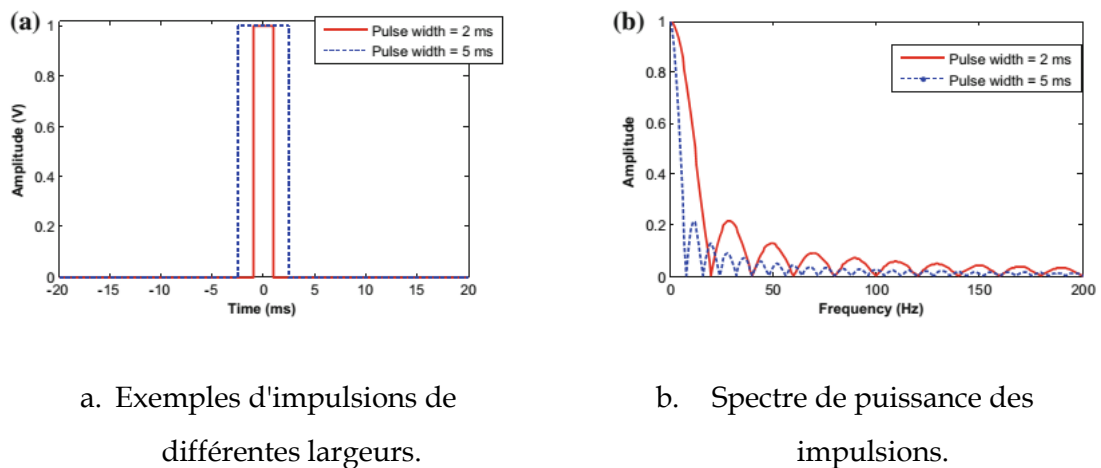 (a)
Pulse width = 2 ms
Pulse width = 5 ms
1
0.8
0.6
0.4
0.2
0
Amplitude (V)
-20 -15 -10 -5 0 5 10 15 20
Time (ms)
(b)
Pulse width = 2 ms
Pulse width = 5 ms
1
0.8
0.6
0.4
0.2
0
Amplitude
0 50 100 150 200
Frequency (Hz)
a. Exemples d'impulsions de
différentes largeurs.
b. Spectre de puissance des
impulsions.